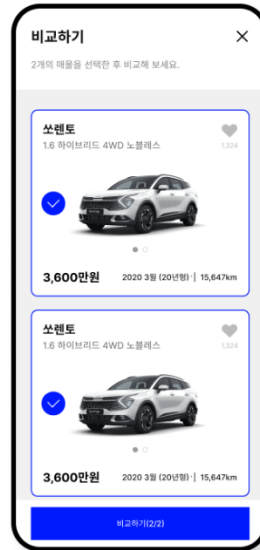 비교하기
2개의 매물을 선택한 후 비교해 보세요.
쏘렌토
1.6 하이브리드 4WD 노블레스
1,324
3,600만원 2020 3월 (20년형)·| 15,647km
쏘렌토
1.6 하이브리드 4WD 노블레스
1,324
3,600만원 2020 3월 (20년형)·| 15,647km
비교하기(2/2)